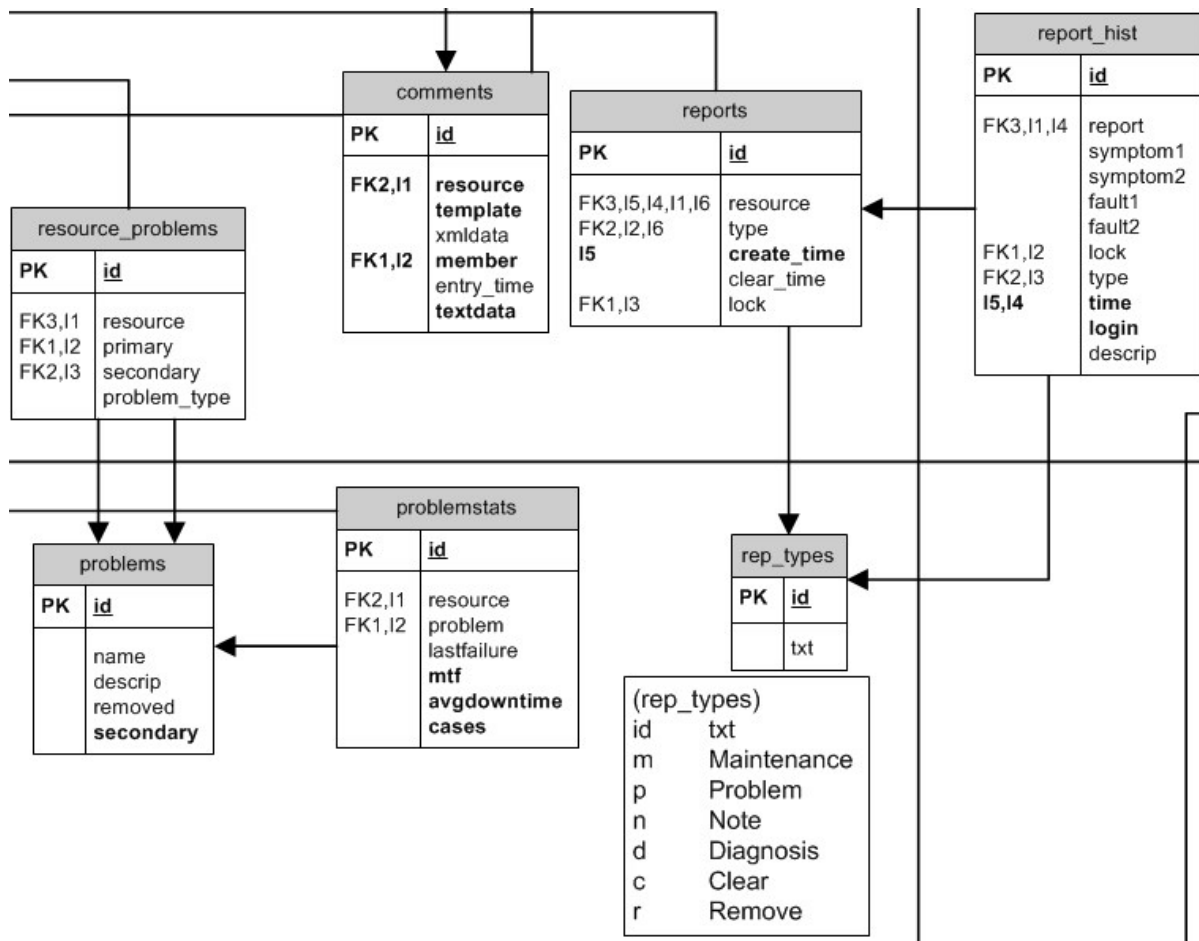 report_hist
PK id
FK3,I1,I4 report
symptom1
symptom2
fault1
fault2
FK1,I2 lock
FK2,I3 type
I5,I4 time
login
descrip
comments
PK id
FK2,I1 resource
template
xmldata
FK1,I2 member
entry_time
textdata
reports
PK id
FK3,I5,I4,I1,I6 resource
FK2,I2,I6 type
I5 create_time
clear_time
FK1,I3 lock
resource_problems
PK id
FK3,I1 resource
FK1,I2 primary
FK2,I3 secondary
problem_type
problemstats
PK id
FK2,I1 resource
FK1,I2 problem
lastfailure
mtf
avgdowntime
cases
problems
PK id
name
descrip
removed
secondary
rep_types
PK id
txt
(rep_types)
id txt
m Maintenance
p Problem
n Note
d Diagnosis
c Clear
r Remove